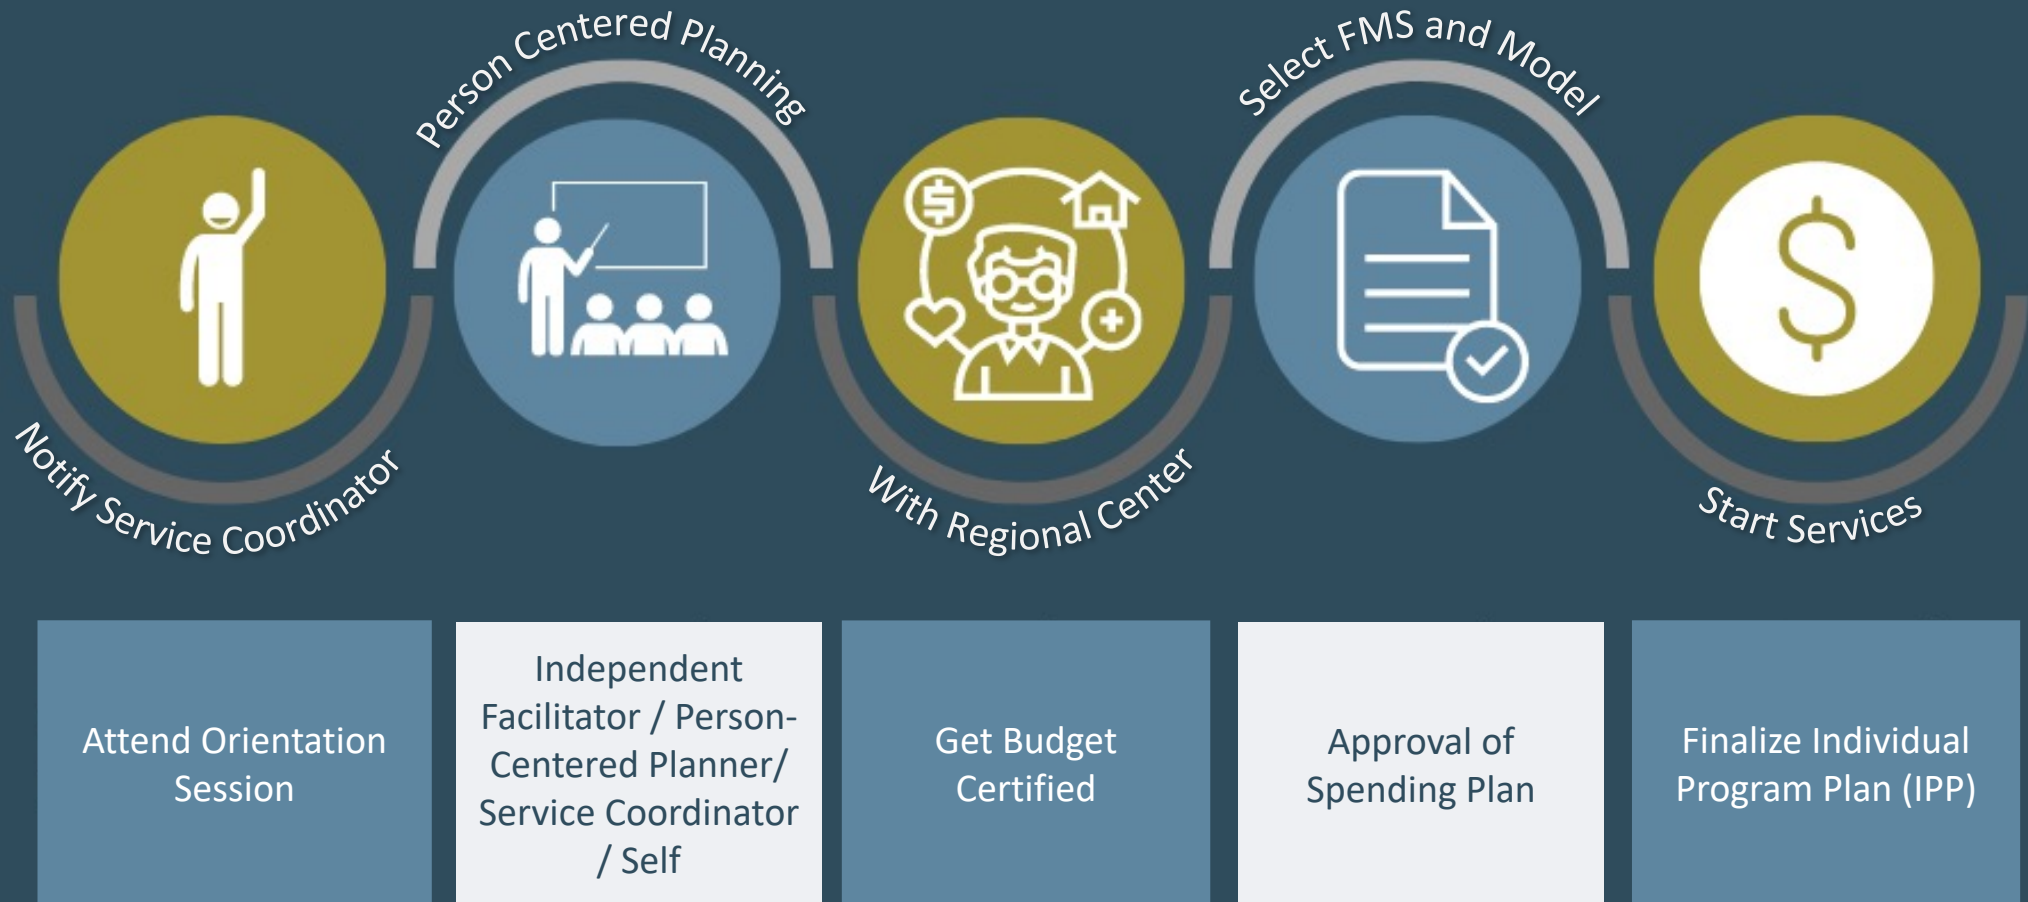 Person Centered Planning
Select FMS and Model
$
$
Notify Service Coordinator
With Regional Center
Start Services
Attend Orientation
Session
Independent
Facilitator / Person-
Centered Planner/
Service Coordinator
/ Self
Get Budget
Certified
Approval of
Spending Plan
Finalize Individual
Program Plan (IPP)